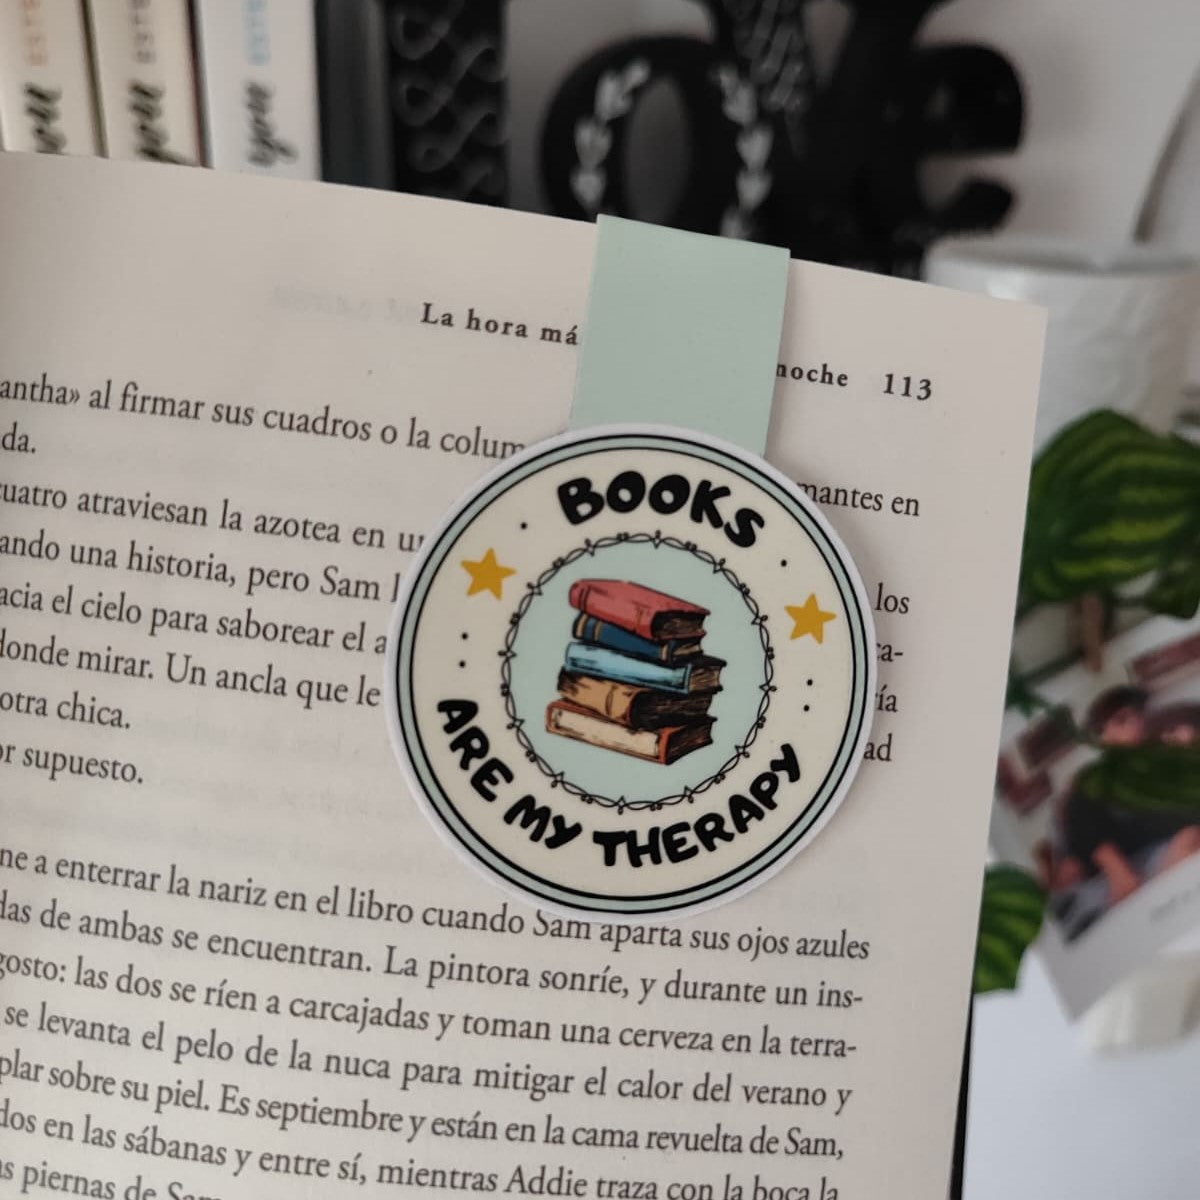 La hora má
noche 113
antha» al firmar sus cuadros o la colum
mantes en
da.
uatro atraviesan la azotea en un
los
ando una historia, pero Sam
acia el cielo para saborear el a
ca-
donde mirar. Un ancla que le
ía
otra chica.
ad
or supuesto.
BOOKS
ARE MY THERAPY
ne a enterrar la nariz en el libro cuando Sam aparta sus ojos azules
das de ambas se encuentran. La pintora sonríe, y durante un ins-
gosto: las dos se ríen a carcajadas y toman una cerveza en la terra-
se levanta el pelo de la nuca para mitigar el calor del verano y
plar sobre su piel. Es septiembre y están en la cama revuelta de Sam,
dos en las sábanas y entre sí, mientras Addie traza con la boca la
s piernas de Sam